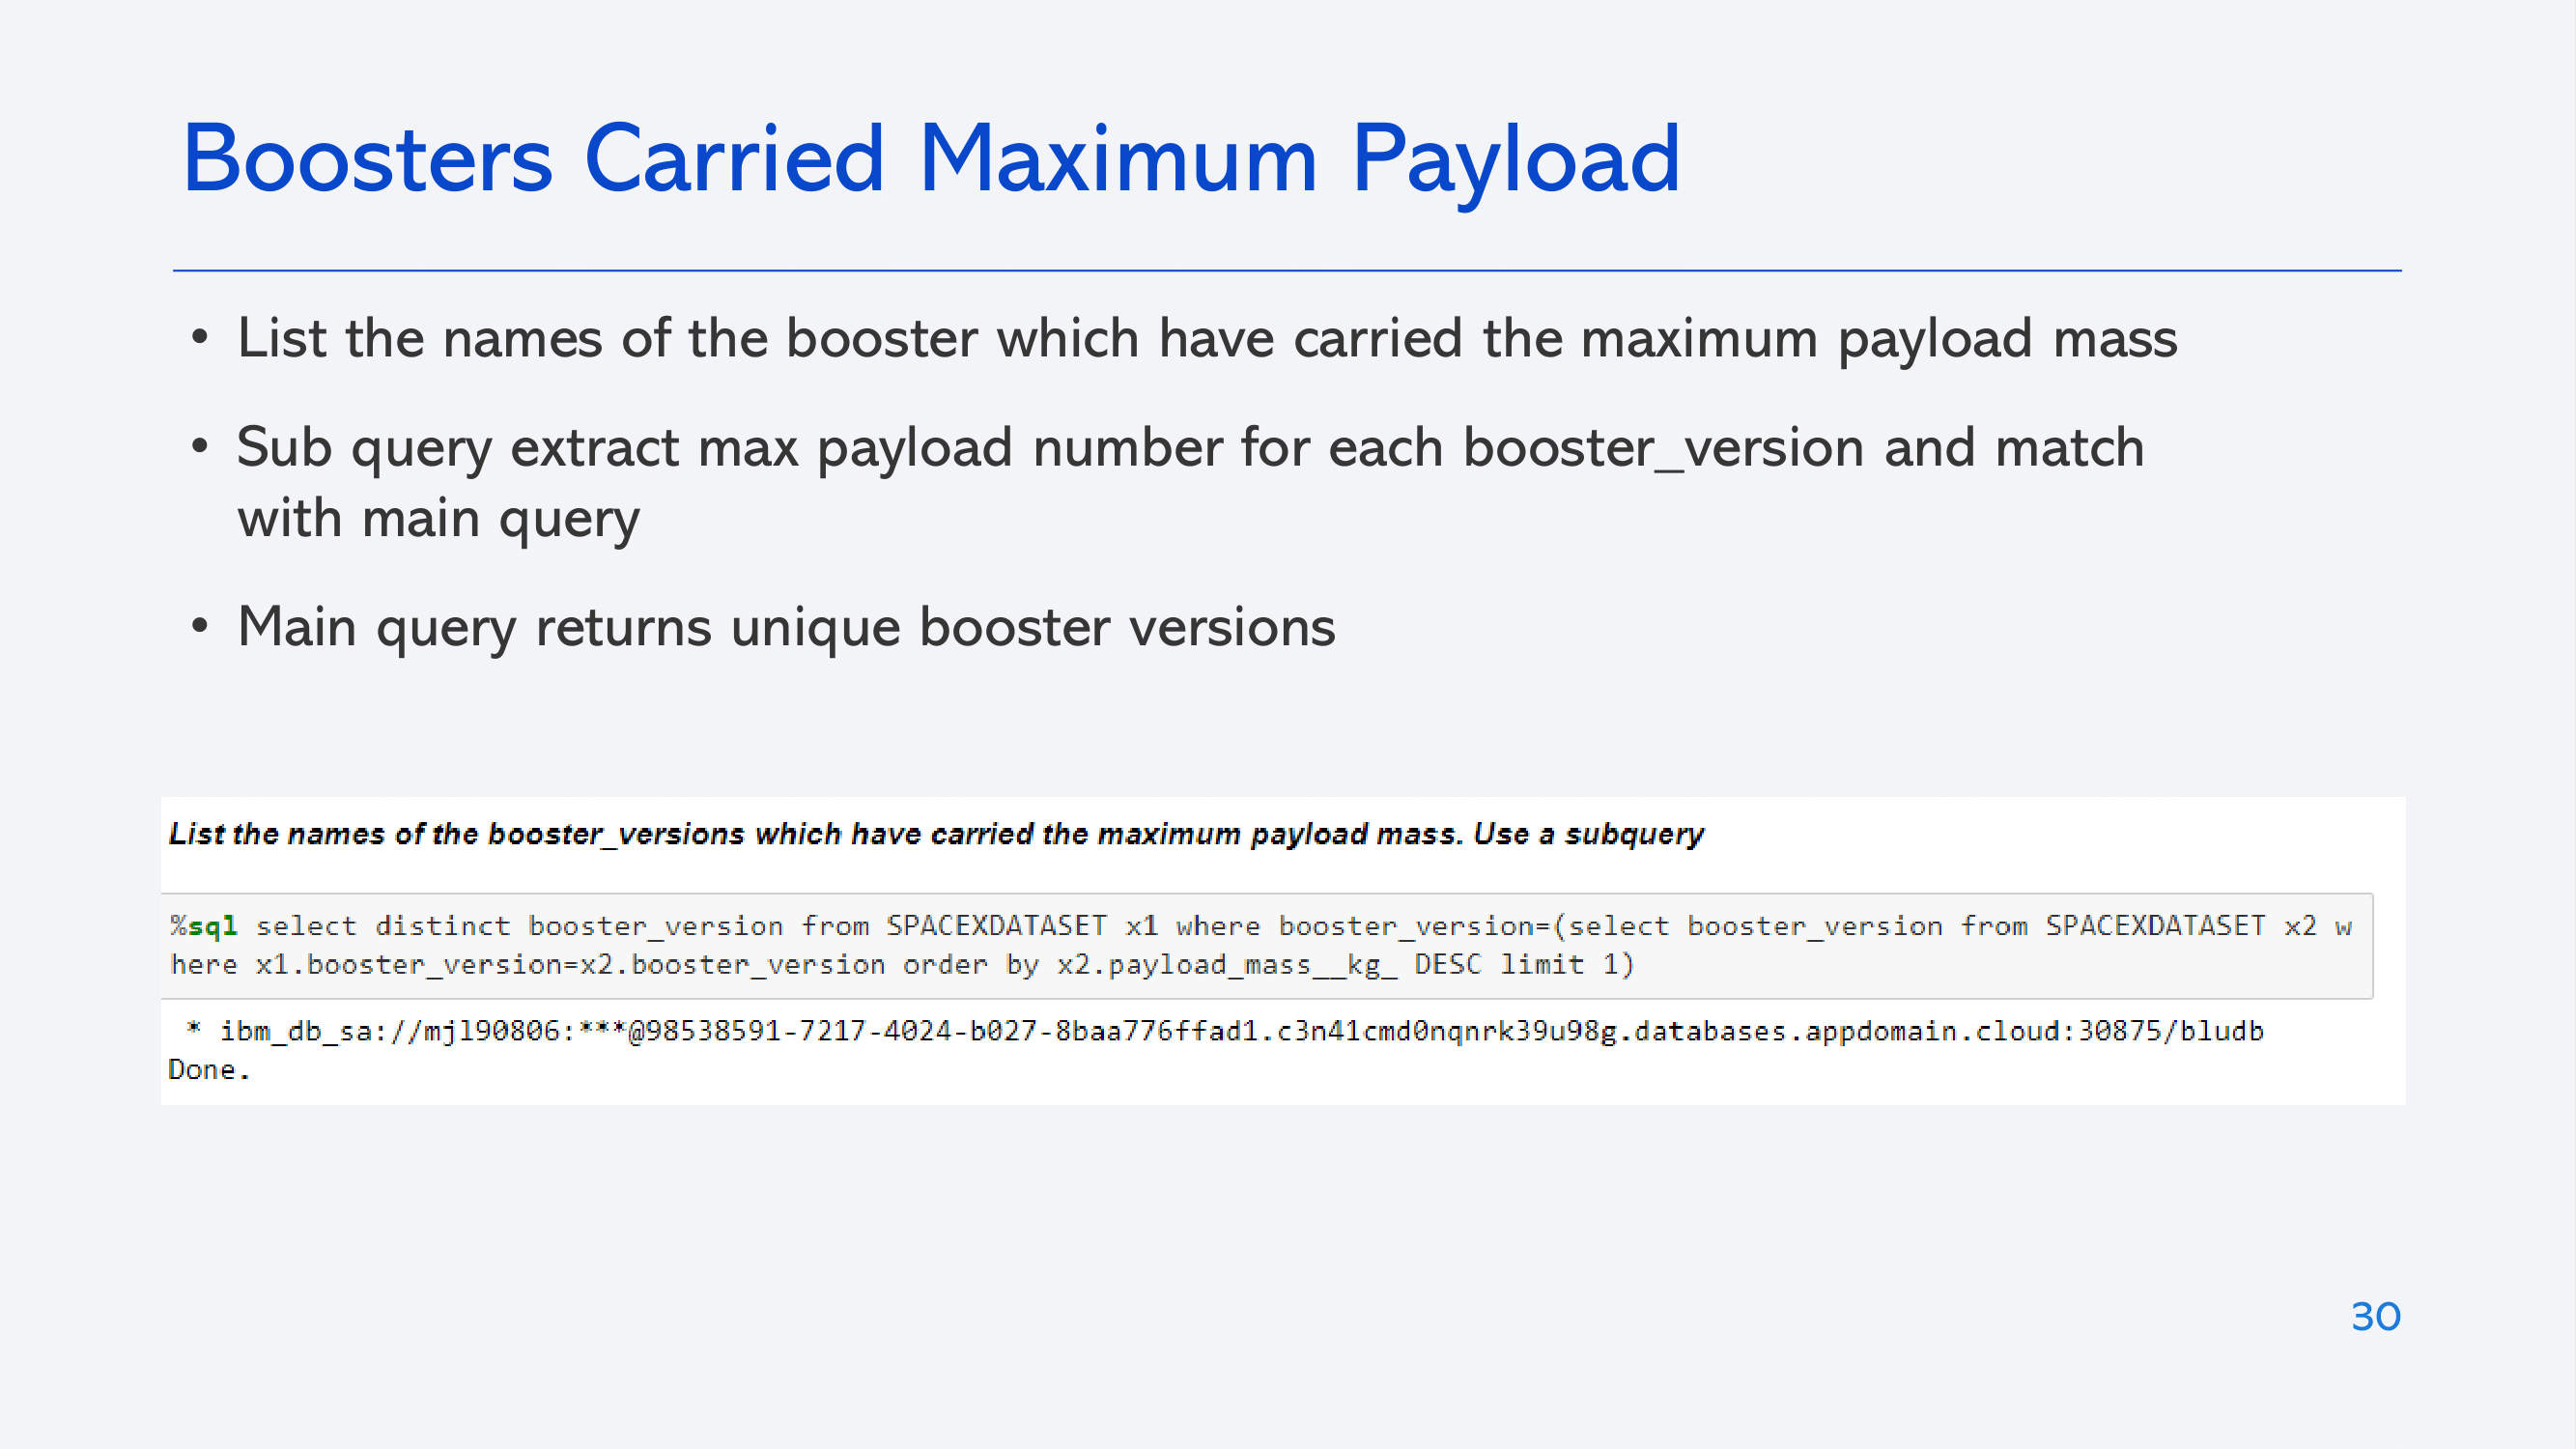 Boosters Carried Maximum Payload
• List the names of the booster which have carried the maximum payload mass
• Sub query extract max payload number for each booster_version and match
with main query
• Main query returns unique booster versions
List the names of the booster_versions which have carried the maximum payload mass. Use a subquery
%sql select distinct booster_version from SPACEXDATASET x1 where booster_version=(select booster_version from SPACEXDATASET x2 w
here x1.booster_version=x2.booster_version order by x2.payload_mass__kg_ DESC limit 1)
* ibm_db_sa://mjl90806:***@98538591-7217-4024-b027-8baa776ffad1.c3n41cmd0nqnrk39u98g.databases.appdomain.cloud:30875/bludb
Done.
30